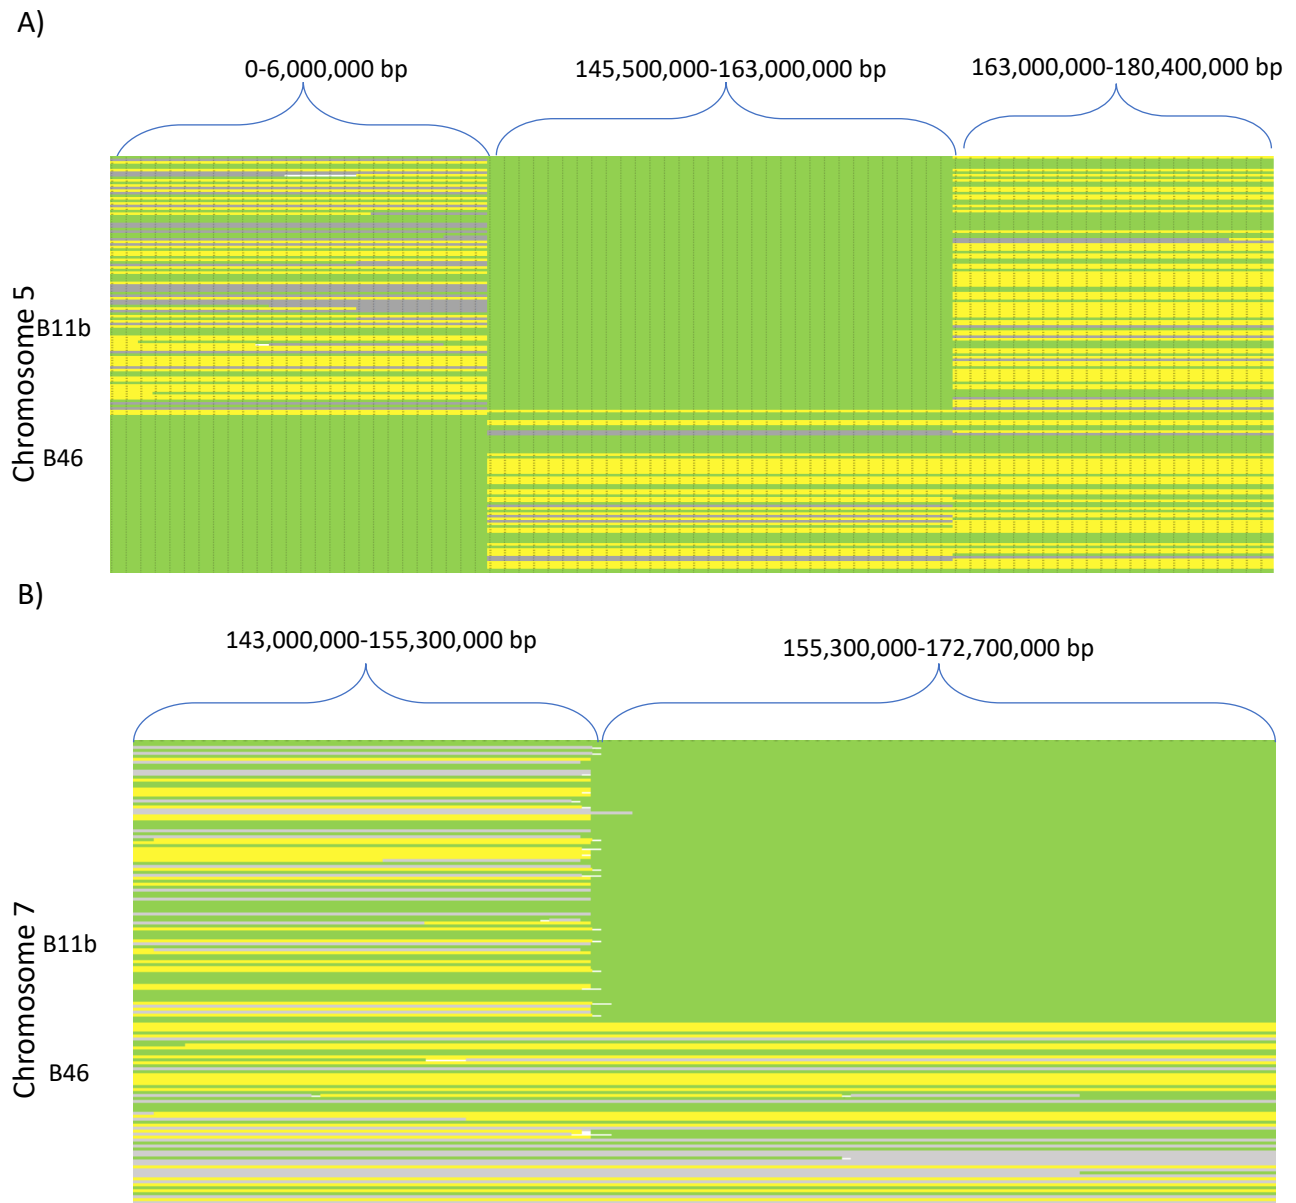 A)
0-6,000,000 bp
145,500,000-163,000,000 bp
163,000,000-180,400,000 bp
Chromosome 5
B11b
B46
B)
143,000,000-155,300,000 bp
155,300,000-172,700,000 bp
Chromosome 7
B11b
B46